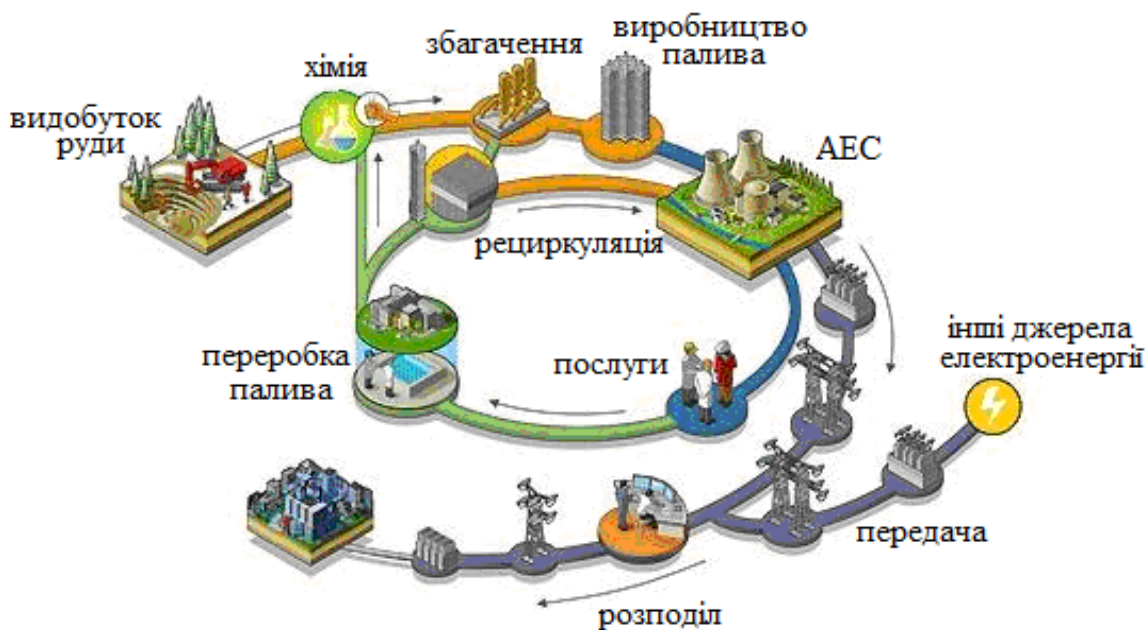 виробництво
палива
збагачення
хімія
видобуток
руди
АЕС
рециркуляція
інші джерела
електроенергії
переробка
палива
послуги
передача
розподіл